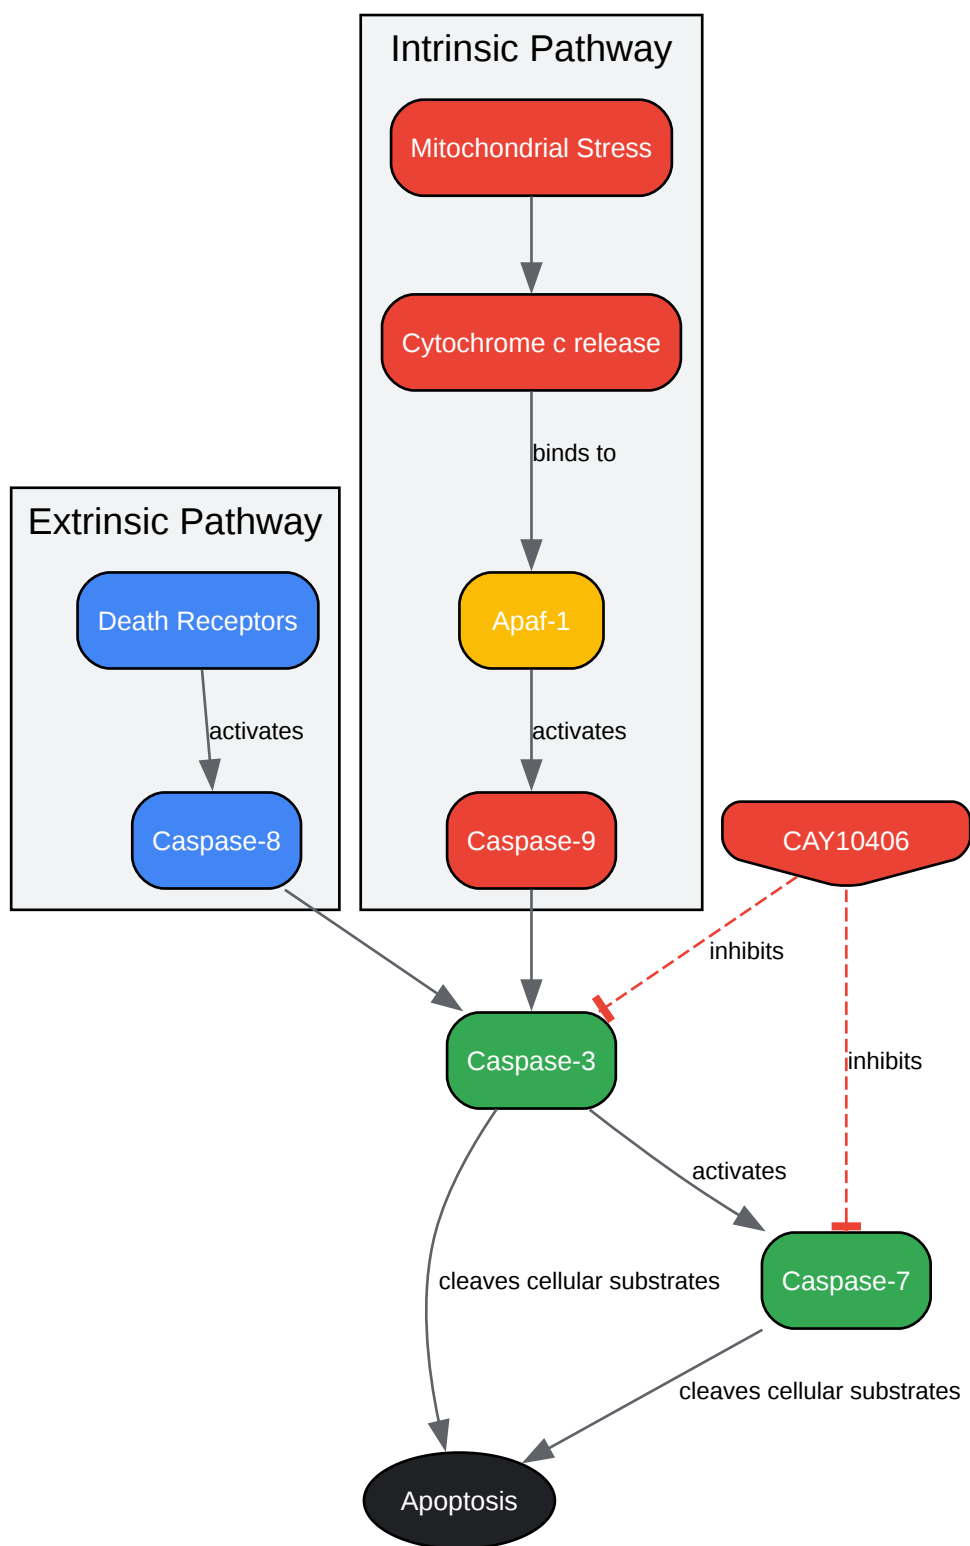 Intrinsic Pathway
Mitochondrial Stress
Cytochrome c release
binds to
Extrinsic Pathway
Death Receptors
Apaf-1
activates
activates
Caspase-8
Caspase-9
CAY10406
inhibits
Caspase-3
inhibits
activates
cleaves cellular substrates
Caspase-7
cleaves cellular substrates
Apoptosis